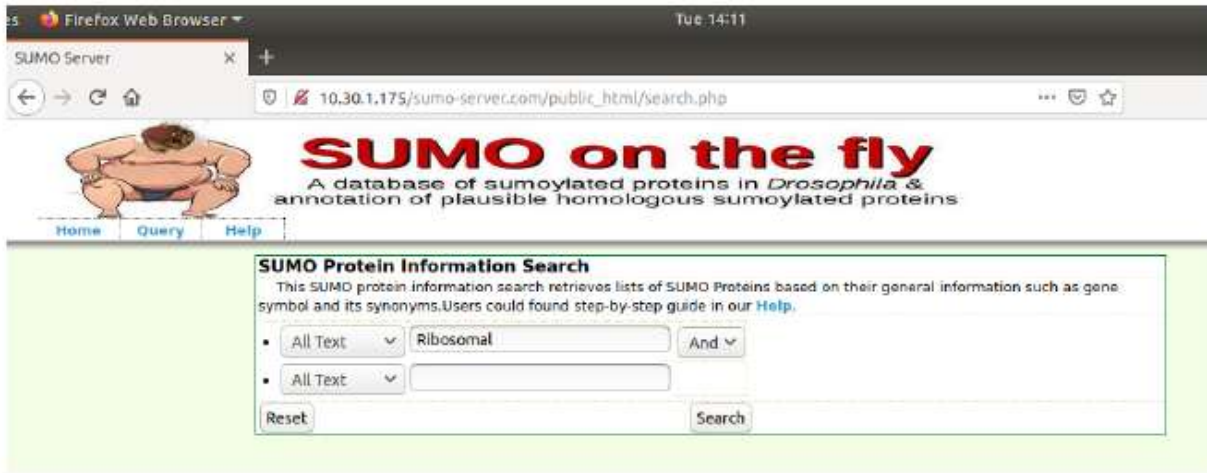 es Firefox Web Browser Tue 14:11
SUMO Server
10.30.1.175/sumo-server.com/public_html/search.php
SUMO on the fly
A database of sumoylated proteins in Drosophila &
annotation of plausible homologous sumoylated proteins
Home Query Help
SUMO Protein Information Search
This SUMO protein information search retrieves lists of SUMO Proteins based on their general information such as gene
symbol and its synonyms.Users could found step-by-step guide in our Help.
All Text Ribosomal And
All Text
Reset Search